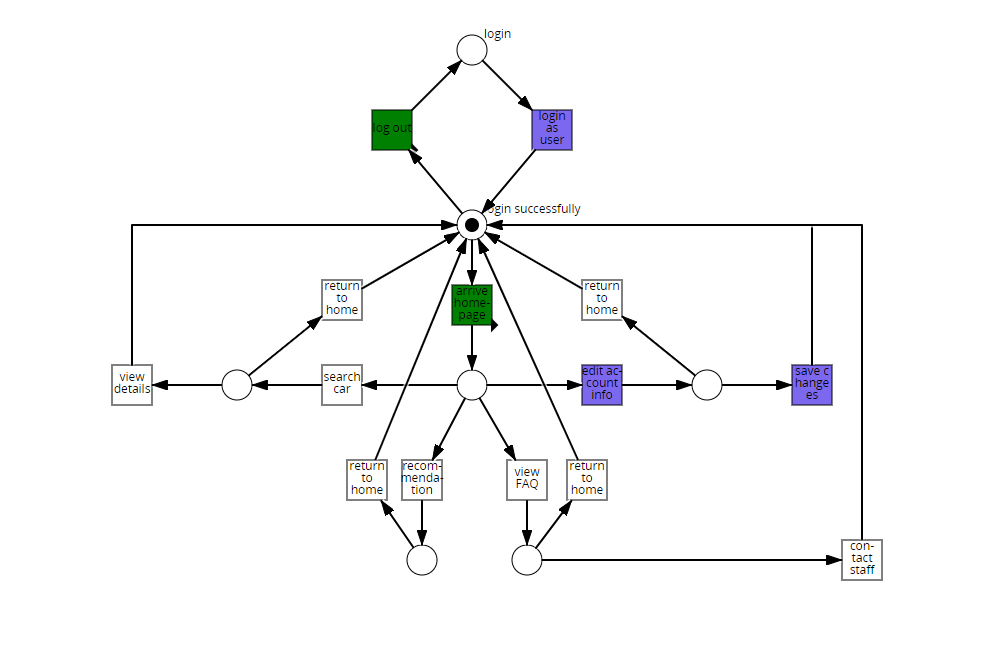 login
log out
login
as
user
login successfully
return
to
home
arrive
home-
page
return
to
home
view
details
search
car
edit ac-
count
info
save c
hange
es
return
to
home
recom-
menda-
tion
view
FAQ
return
to
home
con-
tact
staff